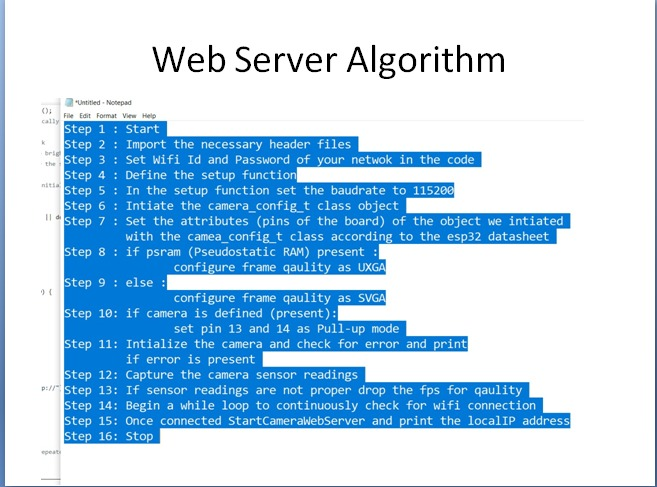 Web Server Algorithm
*Untitled - Notepad
File Edit Format View Help
Step 1 : Start
Step 2 : Import the necessary header files
Step 3 : Set Wifi Id and Password of your netwok in the code
Step 4 : Define the setup function
Step 5 : In the setup function set the baudrate to 115200
Step 6 : Intiate the camera_config_t class object
Step 7 : Set the attributes (pins of the board) of the object we intiated
with the camea_config_t class according to the esp32 datasheet
Step 8 : if psram (Pseudostatic RAM) present :
configure frame qaulity as UXGA
Step 9 : else :
configure frame qaulity as SVGA
Step 10: if camera is defined (present):
set pin 13 and 14 as Pull-up mode
Step 11: Intialize the camera and check for error and print
if error is present
Step 12: Capture the camera sensor readings
Step 13: If sensor readings are not proper drop the fps for qaulity
Step 14: Begin a while loop to continuously check for wifi connection
Step 15: Once connected StartCameraWebServer and print the localIP address
Step 16: Stop